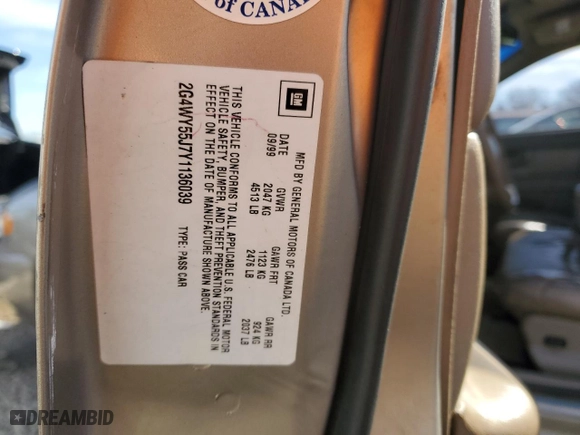 of CANADA
GM
MFD BY GENERAL MOTORS OF CANADA LTD.
DATE GVWR GAWR FRT GAWR RR
09/99 2047 KG 1123 KG 924 KG
4513 LB 2476 LB 2037 LB
THIS VEHICLE CONFORMS TO ALL APPLICABLE U.S. FEDERAL MOTOR
VEHICLE SAFETY, BUMPER, AND THEFT PREVENTION STANDARDS IN
EFFECT ON THE DATE OF MANUFACTURE SHOWN ABOVE.
2G4WY55J7Y1136039 TYPE: PASS CAR
DREAMBID